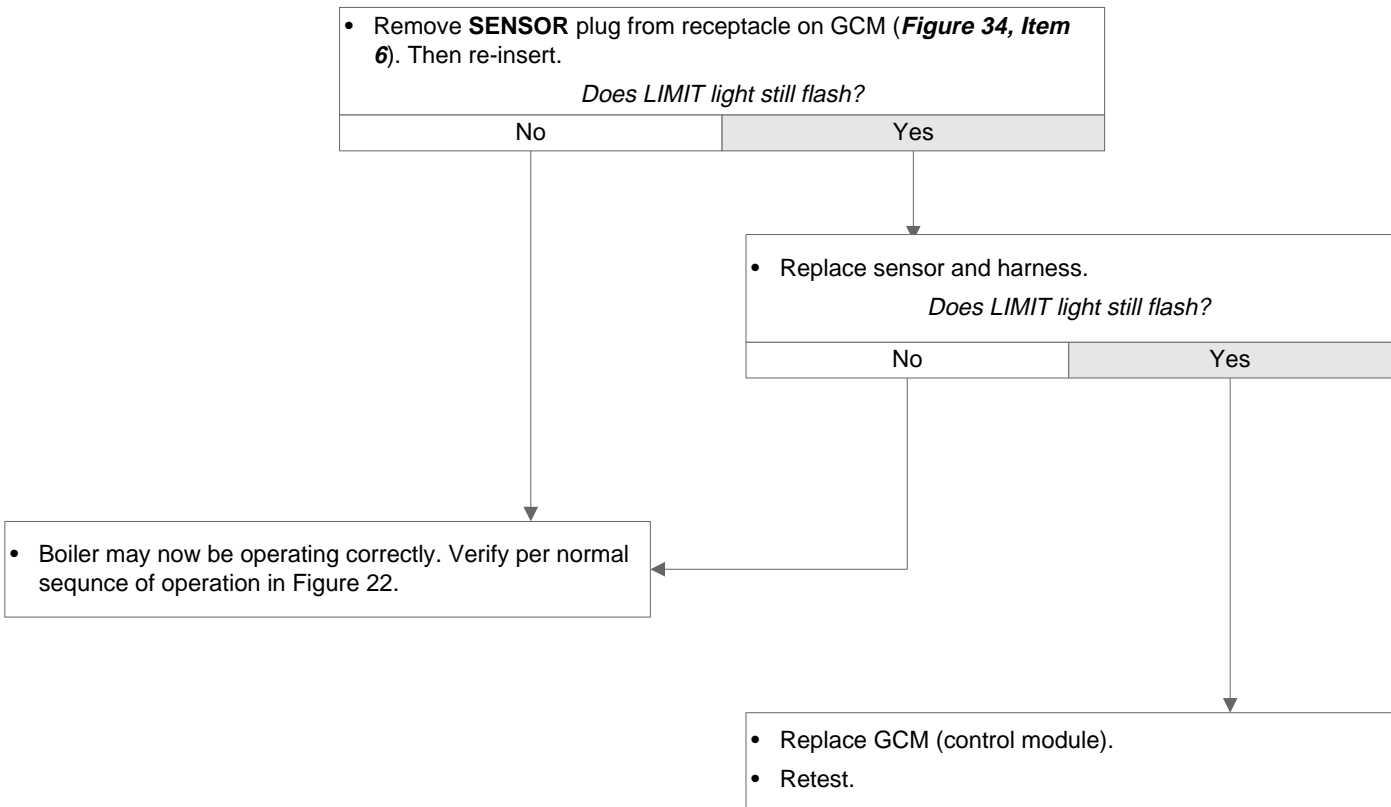 • Remove SENSOR plug from receptacle on GCM (Figure 34, Item
6). Then re-insert.
Does LIMIT light still flash?
No
Yes
• Replace sensor and harness.
Does LIMIT light still flash?
No
Yes
• Boiler may now be operating correctly. Verify per normal
sequnce of operation in Figure 22.
• Replace GCM (control module).
• Retest.